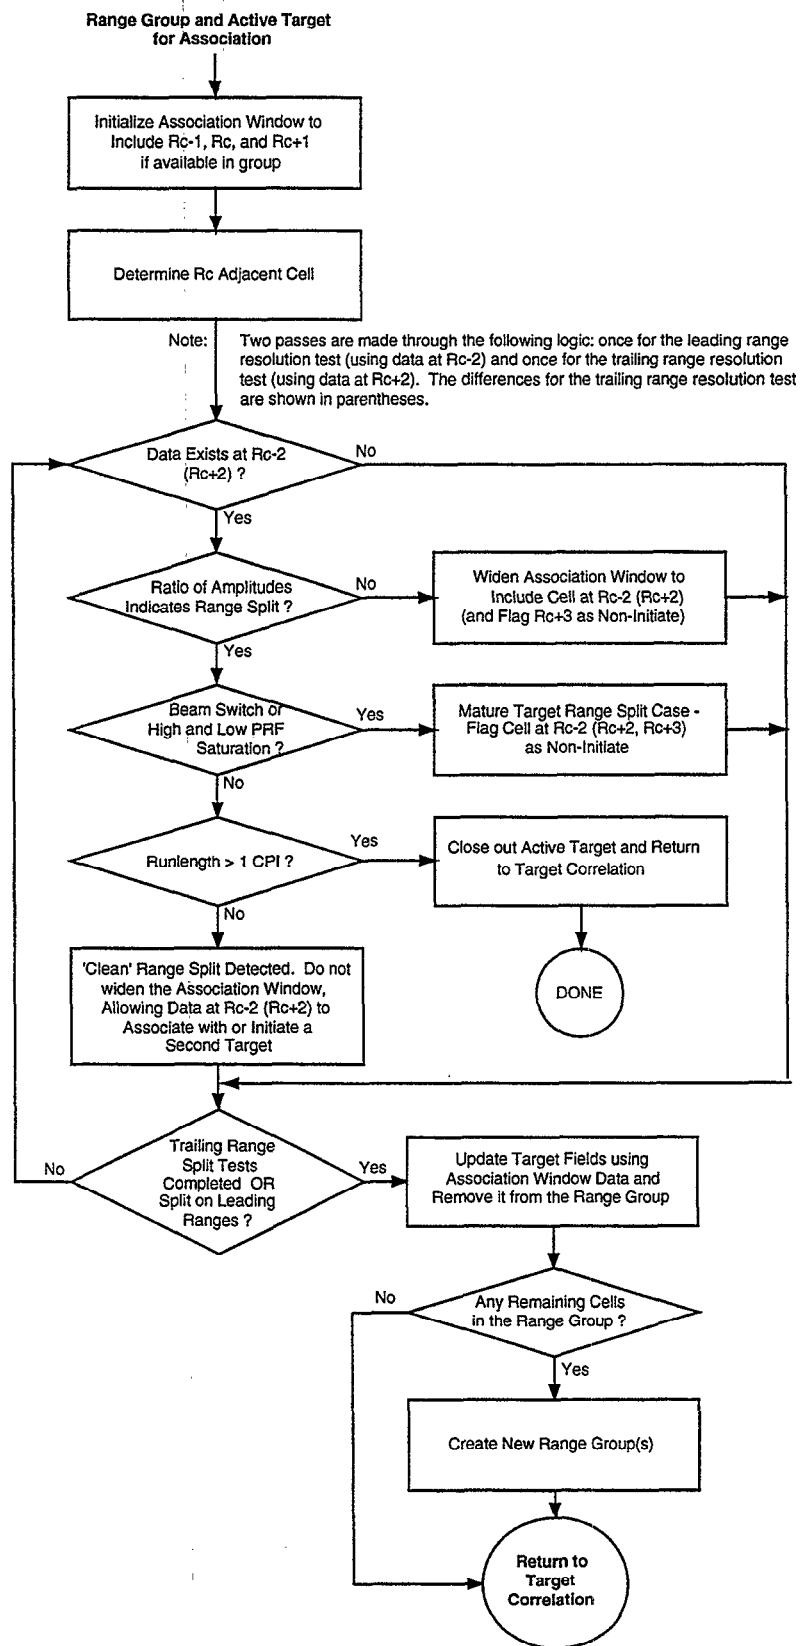 Range Group and Active Target
for Association
Initialize Association Window to
Include Rc-1, Rc, and Rc+1
if available in group
Determine Rc Adjacent Cell
Note:
Two passes are made through the following logic: once for the leading range
resolution test (using data at Rc-2) and once for the trailing range resolution
test (using data at Rc+2). The differences for the trailing range resolution test
are shown in parentheses.
Data Exists at Rc-2
(Rc+2) ?
No
Yes
Ratio of Amplitudes
Indicates Range Split ?
No
Widen Association Window to
Include Cell at Rc-2 (Rc+2)
(and Flag Rc+3 as Non-Initiate)
Yes
Beam Switch or
High and Low PRF
Saturation ?
Yes
Mature Target Range Split Case -
Flag Cell at Rc-2 (Rc+2, Rc+3)
as Non-Initiate
No
Runlength > 1 CPI ?
Yes
Close out Active Target and Return
to Target Correlation
No
DONE
'Clean' Range Split Detected. Do not
widen the Association Window,
Allowing Data at Rc-2 (Rc+2) to
Associate with or Initiate a
Second Target
Trailing Range
Split Tests
Completed OR
Split on Leading
Ranges ?
No
Yes
Update Target Fields using
Association Window Data and
Remove it from the Range Group
Any Remaining Cells
in the Range Group ?
No
Yes
Create New Range Group(s)
Return to
Target
Correlation